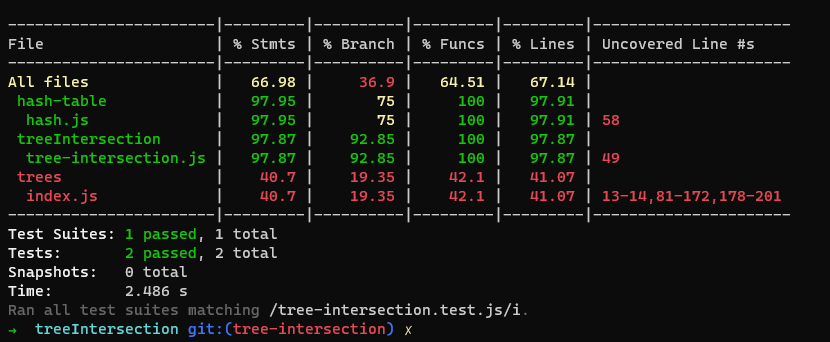 -----------------------|---------|----------|---------|---------|---------------------
File                   | % Stmts | % Branch | % Funcs | % Lines | Uncovered Line #s
-----------------------|---------|----------|---------|---------|---------------------
All files              |   66.98 |     36.9 |   64.51 |   67.14 |
 hash-table            |   97.95 |       75 |     100 |   97.91 |
  hash.js              |   97.95 |       75 |     100 |   97.91 | 58
 treeIntersection      |   97.87 |    92.85 |     100 |   97.87 |
  tree-intersection.js |   97.87 |    92.85 |     100 |   97.87 | 49
 trees                 |    40.7 |    19.35 |    42.1 |   41.07 |
  index.js             |    40.7 |    19.35 |    42.1 |   41.07 | 13-14,81-172,178-201
-----------------------|---------|----------|---------|---------|---------------------
Test Suites: 1 passed, 1 total
Tests:       2 passed, 2 total
Snapshots:   0 total
Time:        2.486 s
Ran all test suites matching /tree-intersection.test.js/i.
→  treeIntersection git:(tree-intersection) ✗